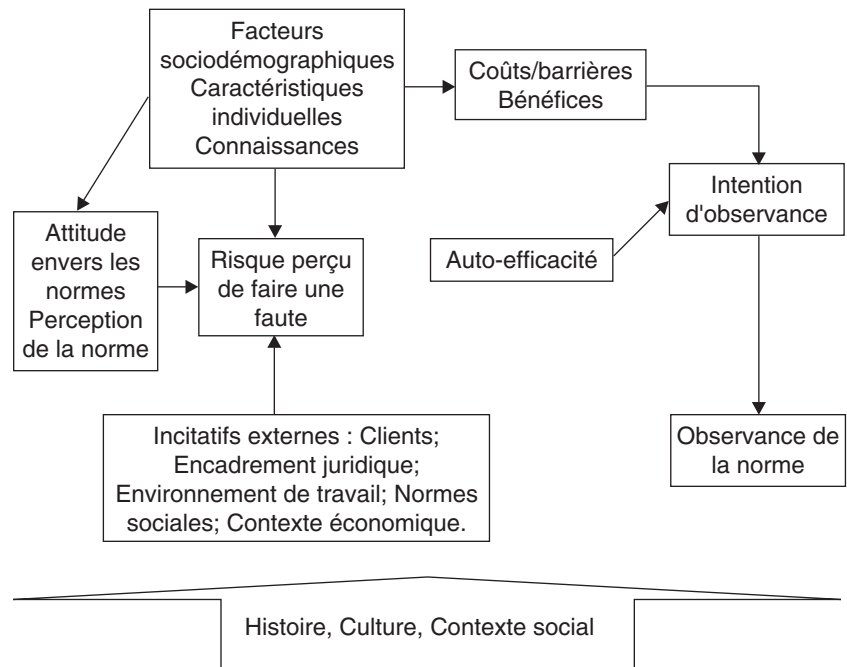 Facteurs
sociodémographiques
Caractéristiques
individuelles
Connaissances
Coûts/barrières
Bénéfices
Intention
d'observance
Attitude
envers les
normes
Perception
de la norme
Risque perçu
de faire une
faute
Auto-efficacité
Incitatifs externes : Clients;
Encadrement juridique;
Environnement de travail; Normes
sociales; Contexte économique.
Observance de
la norme
Histoire, Culture, Contexte social